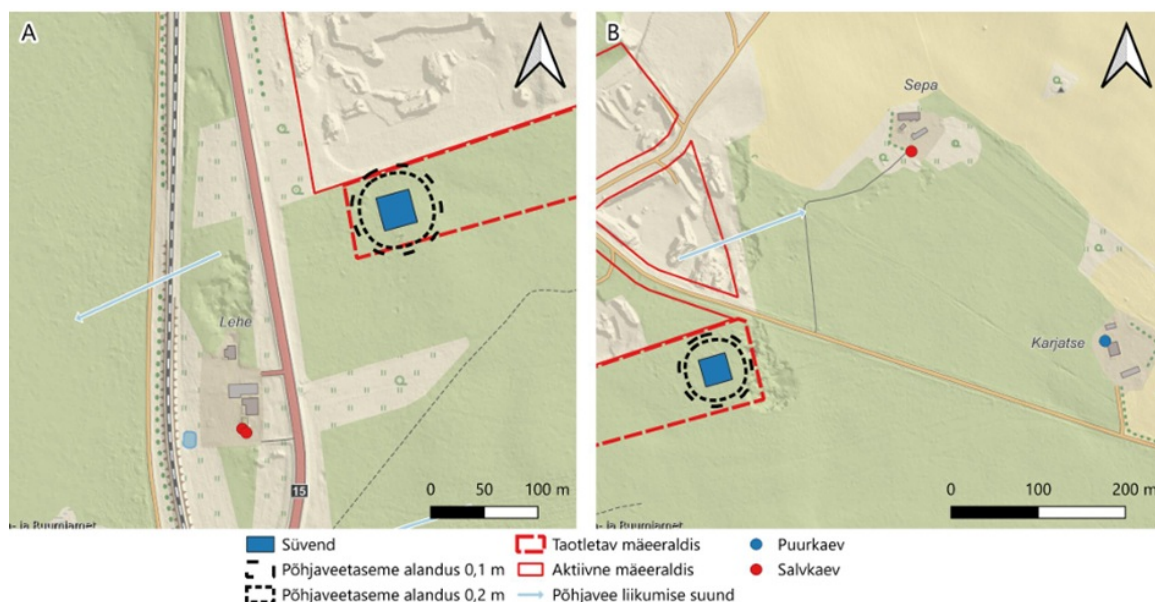 A
B
Sepa
Lehe
Karjatse
15
0 50 100 m
0 100 200 m
Süvend
Põhjaveetaseme alandus 0,1 m
Põhjaveetaseme alandus 0,2 m
Taotletav mäeeraldis
Aktiivne mäeeraldis
Põhjavee liikumise suund
Puurkaev
Salvkaev